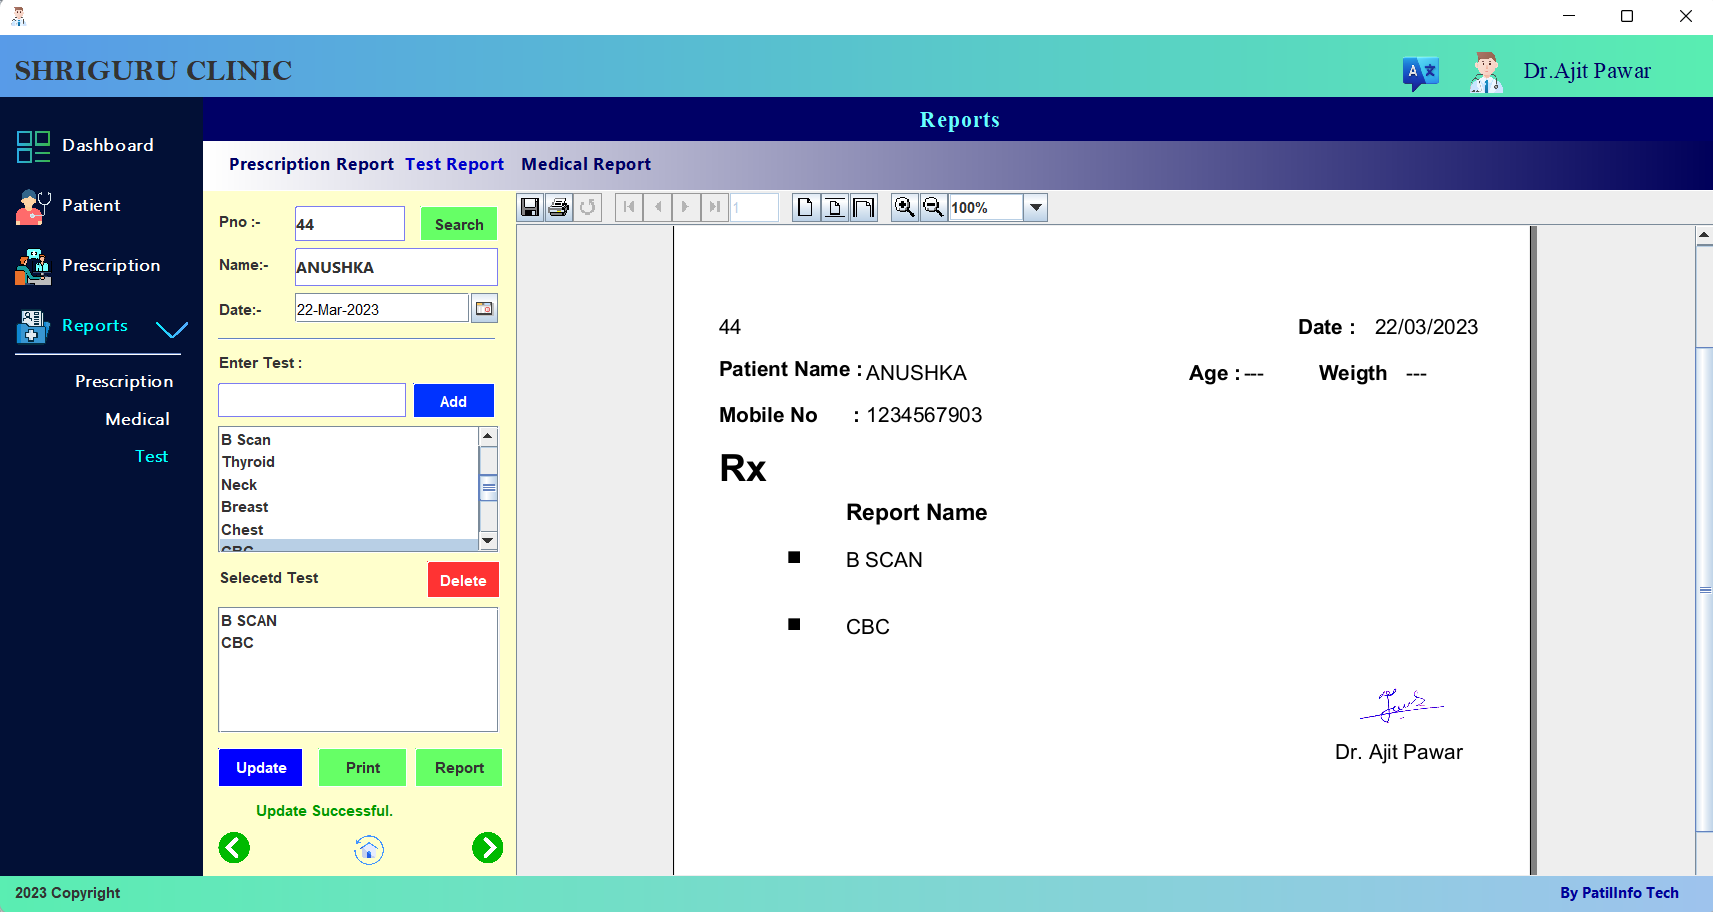 SHRIGURU CLINIC
A 文
Dr.Ajit Pawar
Dashboard
Patient
Prescription
Reports
Prescription
Medical
Test
Reports
Prescription Report Test Report Medical Report
Pno :- 44 Search
Name:- ANUSHKA
Date:- 22-Mar-2023
Enter Test :
Add
B Scan
Thyroid
Neck
Breast
Chest
CBC
Selecetd Test Delete
B SCAN
CBC
Update Print Report
Update Successful.
1 100%
44 Date : 22/03/2023
Patient Name : ANUSHKA Age : --- Weigth ---
Mobile No : 1234567903
Rx
Report Name
■ B SCAN
■ CBC
Dr. Ajit Pawar
2023 Copyright
By PatilInfo Tech